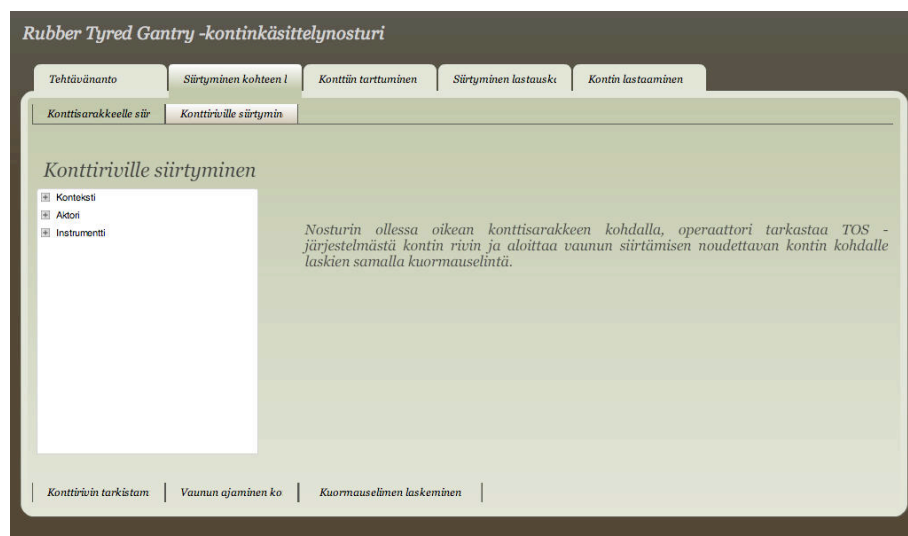 Rubber Tyred Gantry -kontinkäsittelynosturi
Tehtävänanto Siirtyminen kohteen l Konttiin tarttuminen Siirtyminen lastausku Kontin lastaaminen
Konttisarakkeelle siir Konttiriville siirtymin
Konttiriville siirtyminen
Konteksti
Aktori
Instrumentti
Nosturin ollessa oikean konttisarakkeen kohdalla, operaattori tarkastaa TOS -
järjestelmästä kontin rivin ja aloittaa vaunun siirtämisen noudettavan kontin kohdalle
laskien samalla kuormauselintä.
Konttirivin tarkistam Vaunun ajaminen ko Kuormauselimen laskeminen